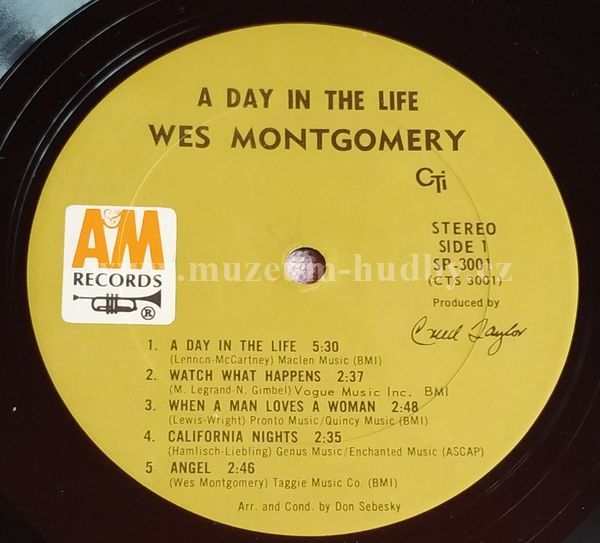 A DAY IN THE LIFE
WES MONTGOMERY
CTi
A&M
RECORDS
®
STEREO
SIDE 1
SP-3001
(CTS 3001)
Produced by
Creed Taylor
www.muzeum-hudby.cz
1. A DAY IN THE LIFE 5:30
(Lennon-McCartney) Maclen Music (BMI)
2. WATCH WHAT HAPPENS 2:37
(M. Legrand-N. Gimbel) Vogue Music Inc. BMI
3. WHEN A MAN LOVES A WOMAN 2:48
(Lewis-Wright) Pronto Music/Quincy Music (BMI)
4. CALIFORNIA NIGHTS 2:35
(Hamlisch-Liebling) Genus Music/Enchanted Music (ASCAP)
5 ANGEL 2:46
(Wes Montgomery) Taggie Music Co. (BMI)
Arr. and Cond. by Don Sebesky